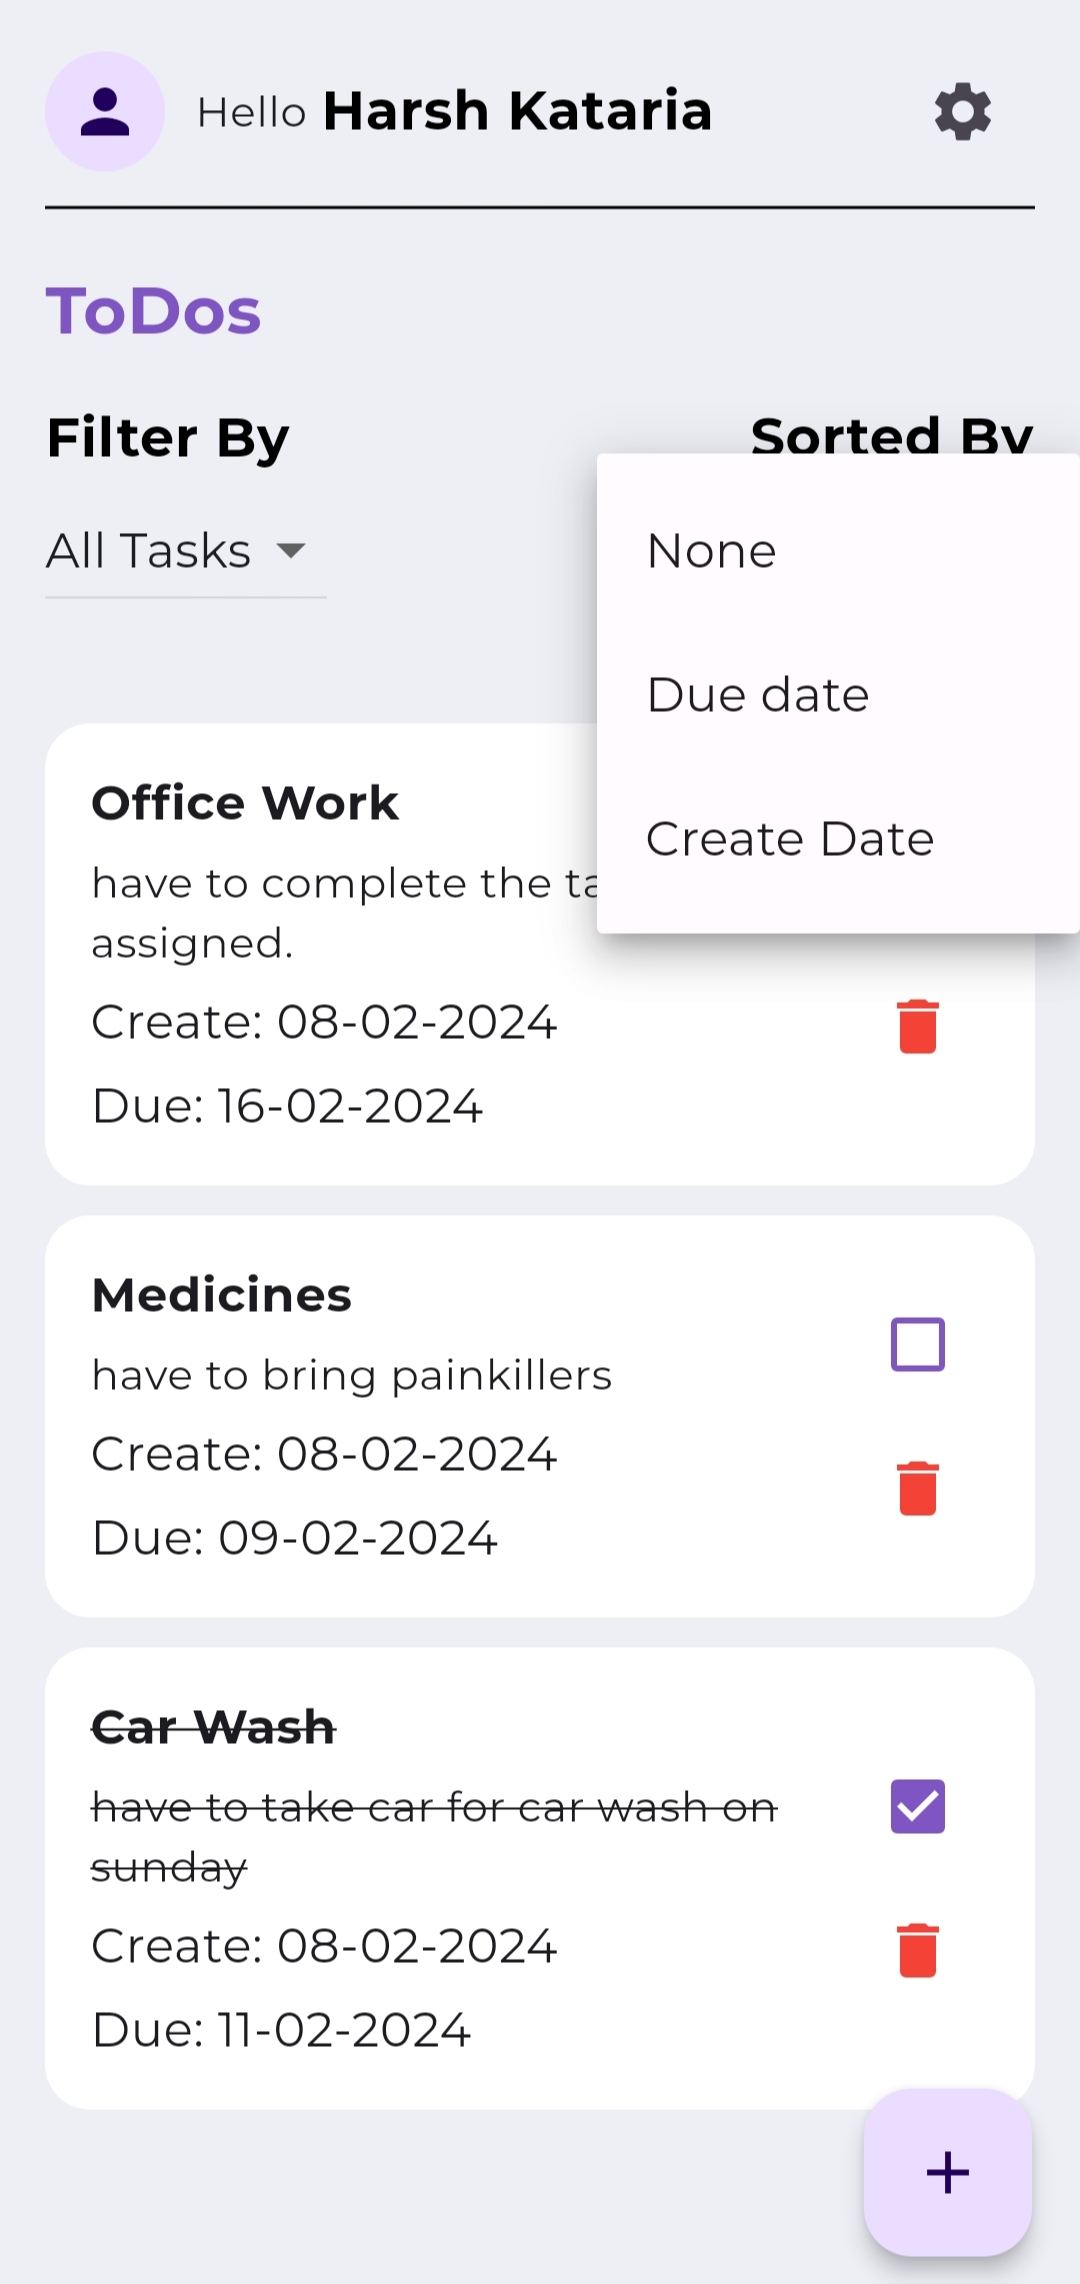 Hello Harsh Kataria
ToDos
Filter By
Sorted By
All Tasks
None
Due date
Create Date
Office Work
have to complete the
assigned.
Create: 08-02-2024
Due: 16-02-2024
Medicines
have to bring painkillers
Create: 08-02-2024
Due: 09-02-2024
Car Wash
have to take car for car wash on
sunday
Create: 08-02-2024
Due: 11-02-2024